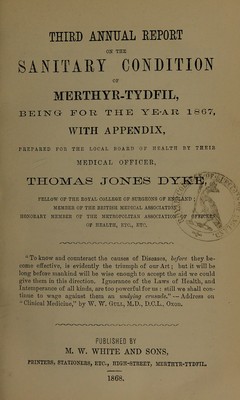 THIRD ANNUAL REPORT
ON THE
SANITARY CONDITION
OF
MERTHYR-TYDFIL,
BEING FOR THE YEAR 1867,
WITH APPENDIX,
PREPARED FOR THE LOCAL BOARD OF HEALTH BY THEIR
MEDICAL OFFICER,
THOMAS JONES DYKE,
FELLOW OF THE ROYAL COLLEGE OF SURGEONS OF ENGLAND;
MEMBER OF THE BRITISH MEDICAL ASSOCIATION;
HONORARY MEMBER OF THE METROPOLITAN ASSOCIATION OF OFFICERS
OF HEALTH, ETC., ETC.
"To know and counteract the causes of Diseases, before they be-
come effective, is evidently the triumph of our Art; but it will be
long before mankind will be wise enough to accept the aid we could
give them in this direction. Ignorance of the Laws of Health, and
Intemperance of all kinds, are too powerful for us: still we shall con-
tinue to wage against them an undying crusade."—Address on
"Clinical Medicine," by W. W. GULL, M.D., D.C.L., Oxon.
PUBLISHED BY
M. W. WHITE AND SONS,
PRINTERS, STATIONERS, ETC., HIGH-STREET, MERTHYR-TYDFIL.
1868.